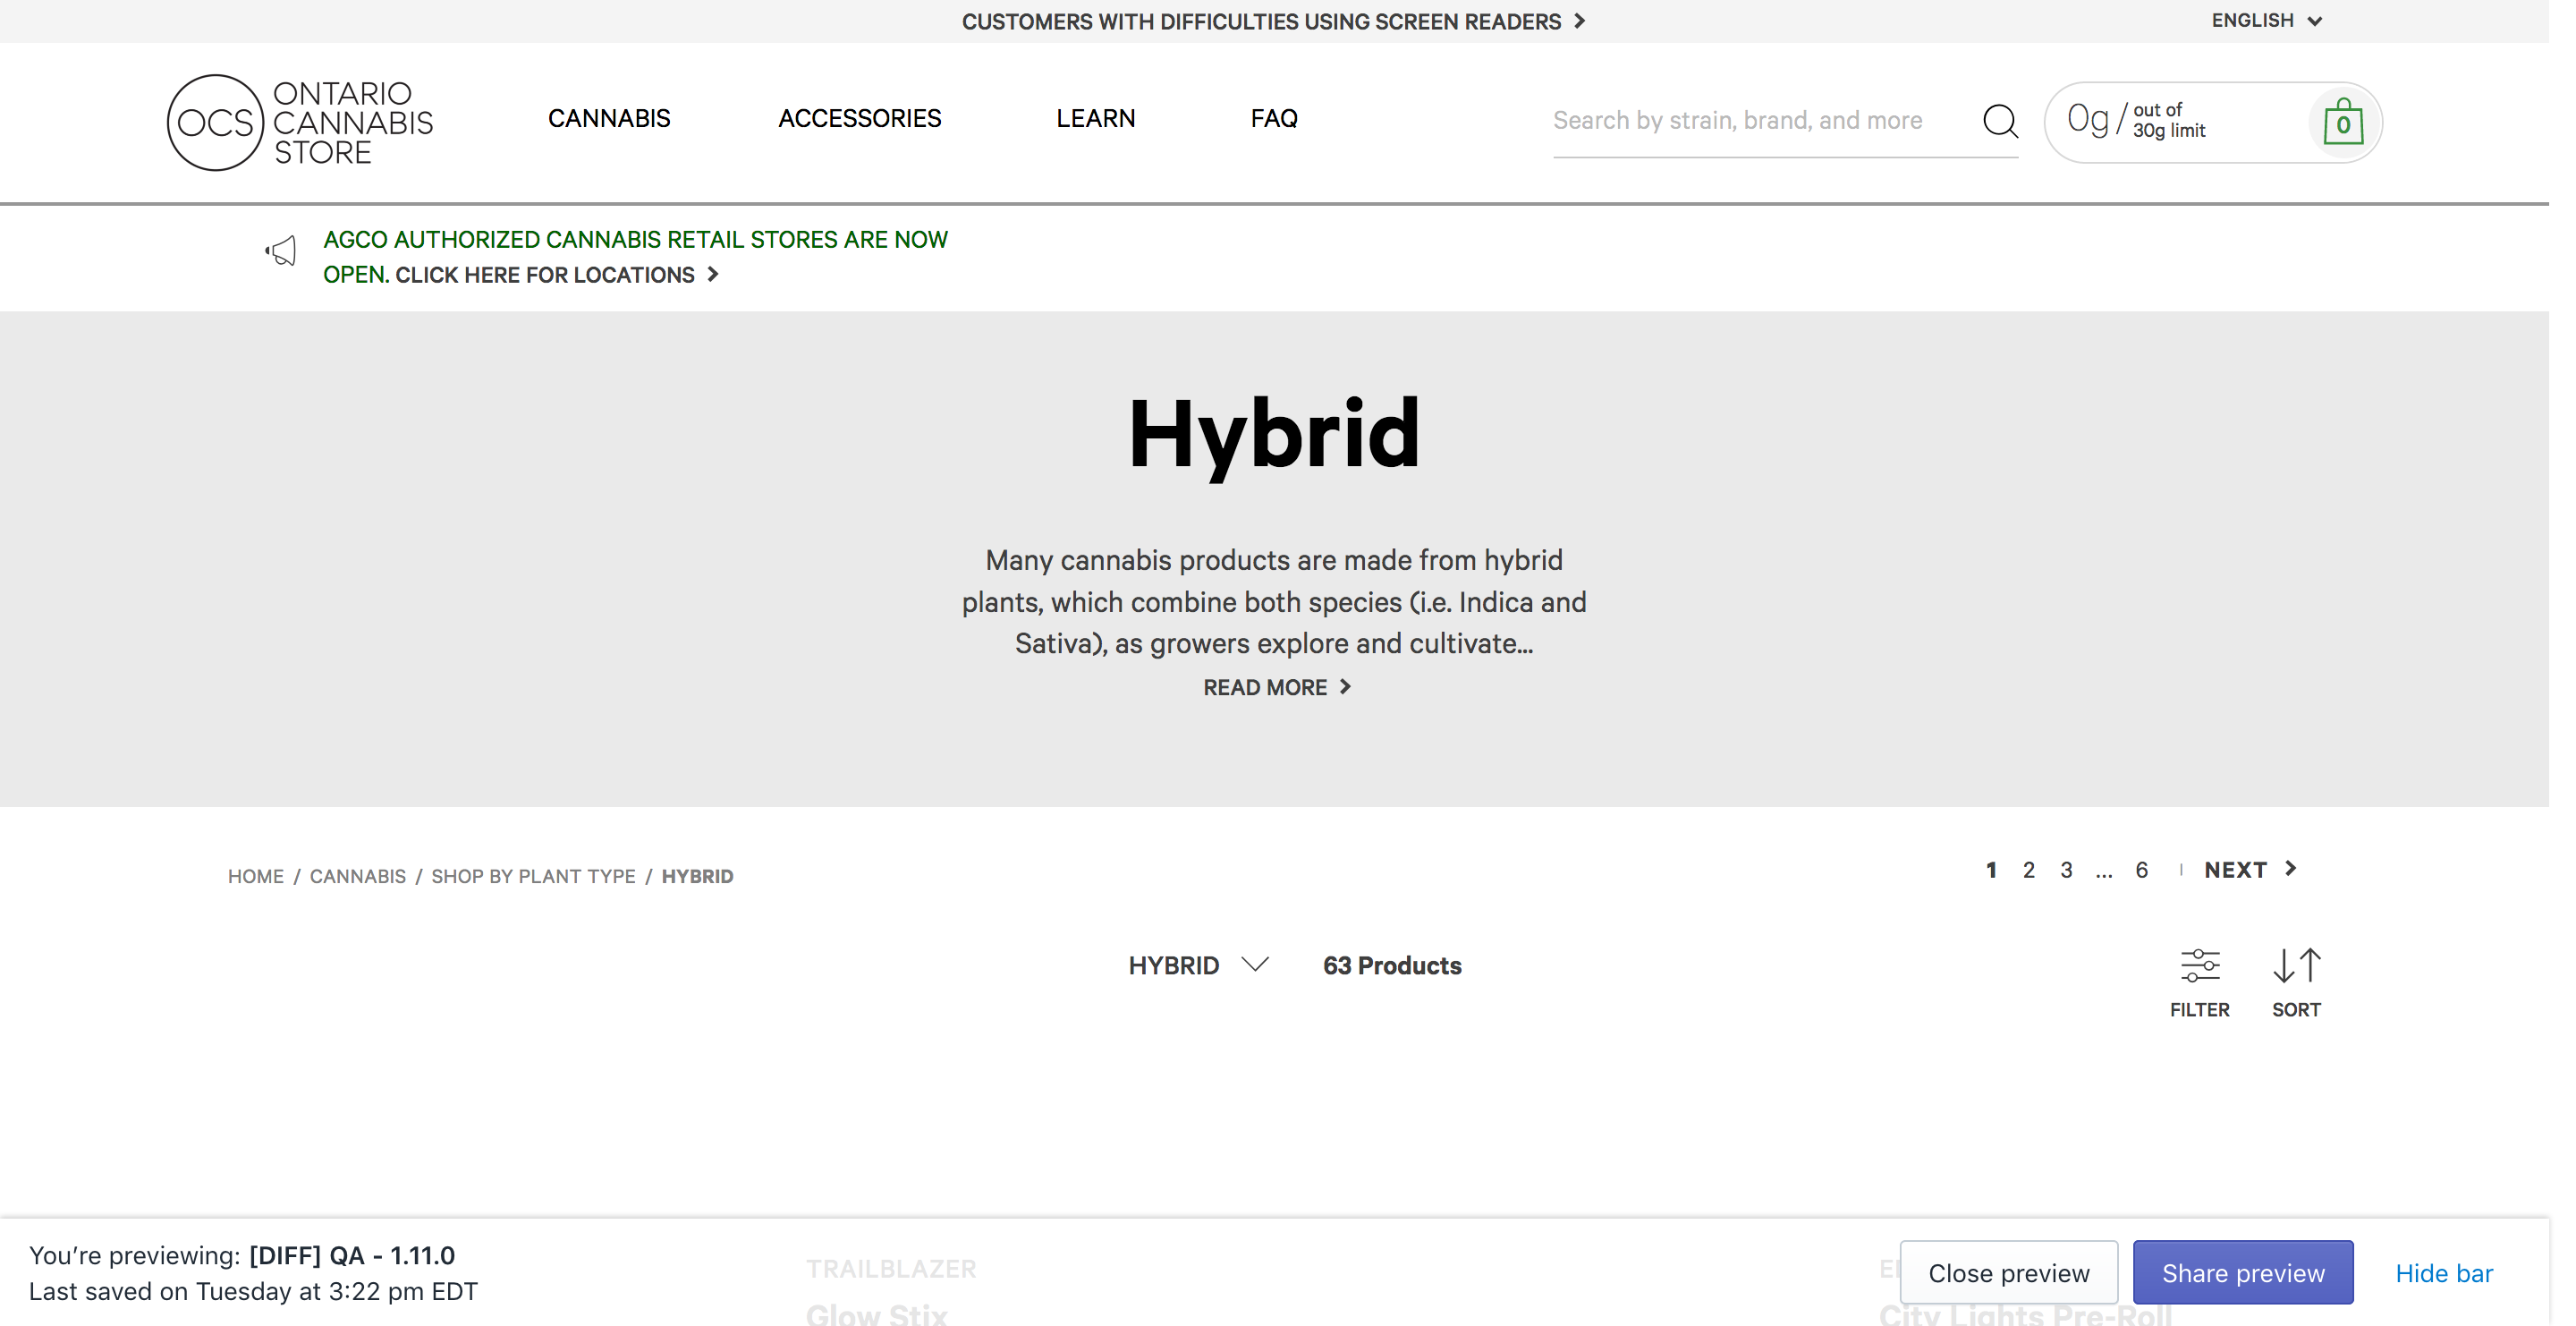 CUSTOMERS WITH DIFFICULTIES USING SCREEN READERS
ENGLISH
OCS
ONTARIO
CANNABIS
STORE
CANNABIS
ACCESSORIES
LEARN
FAQ
Search by strain, brand, and more
0g/ out of
30g limit
0
AGCO AUTHORIZED CANNABIS RETAIL STORES ARE NOW
OPEN. CLICK HERE FOR LOCATIONS
Hybrid
Many cannabis products are made from hybrid
plants, which combine both species (i.e. Indica and
Sativa), as growers explore and cultivate...
READ MORE
HOME / CANNABIS / SHOP BY PLANT TYPE / HYBRID
1 2 3 ... 6 | NEXT
HYBRID
63 Products
FILTER
SORT
You're previewing: [DIFF] QA - 1.11.0
Last saved on Tuesday at 3:22 pm EDT
TRAILBLAZER
Glow Stix
City Lights Pre-Roll
Close preview
Share preview
Hide bar